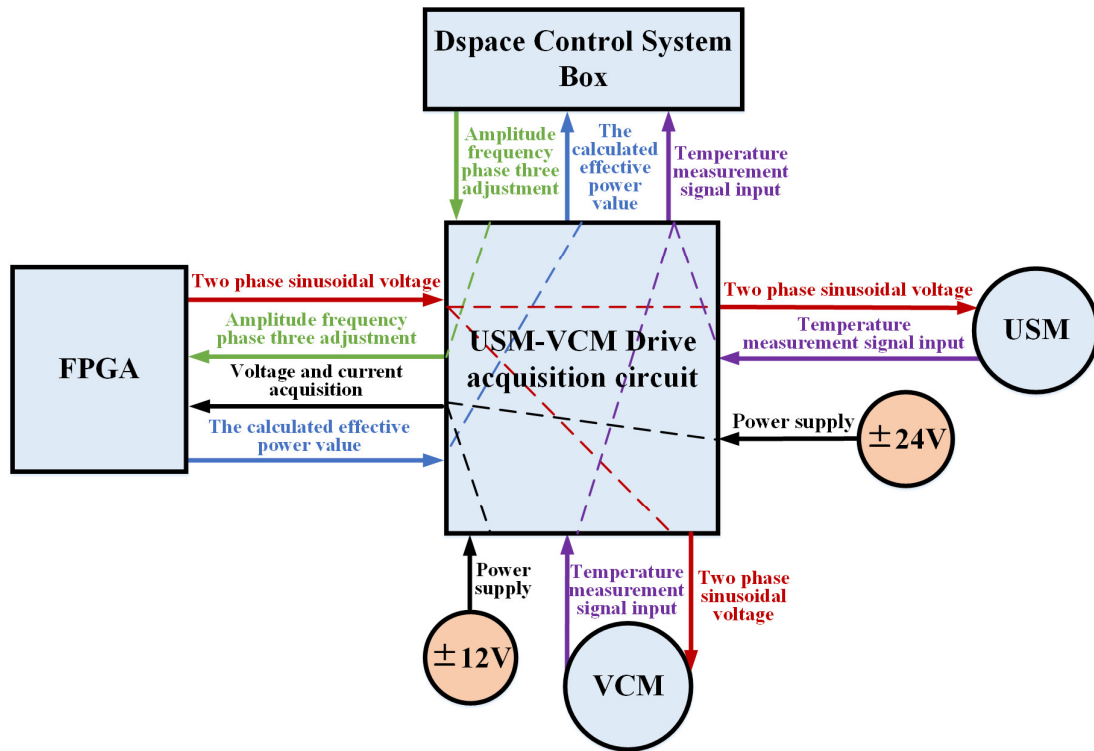 Dspace Control System
Box
Amplitude
frequency
phase three
adjustment
The
calculated
effective
power
value
Temperature
measurement
signal input
FPGA
Two phase sinusoidal voltage
Amplitude frequency
phase three adjustment
Voltage and current
acquisition
The calculated effective
power value
USM-VCM Drive
acquisition circuit
Two phase sinusoidal voltage
Temperature
measurement signal input
USM
Power supply
±24V
Power
supply
±12V
Temperature
measurement
signal input
VCM
Two phase
sinusoidal
voltage